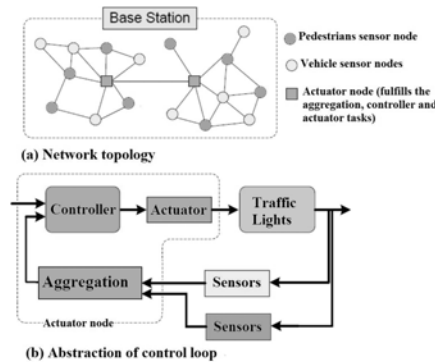 Base Station
Pedestrians sensor node
Vehicle sensor nodes
Actuator node (fulfills the
aggregation, controller and
actuator tasks)
(a) Network topology
Controller
Actuator
Traffic
Lights
Aggregation
Sensors
Sensors
Actuator node
(b) Abstraction of control loop